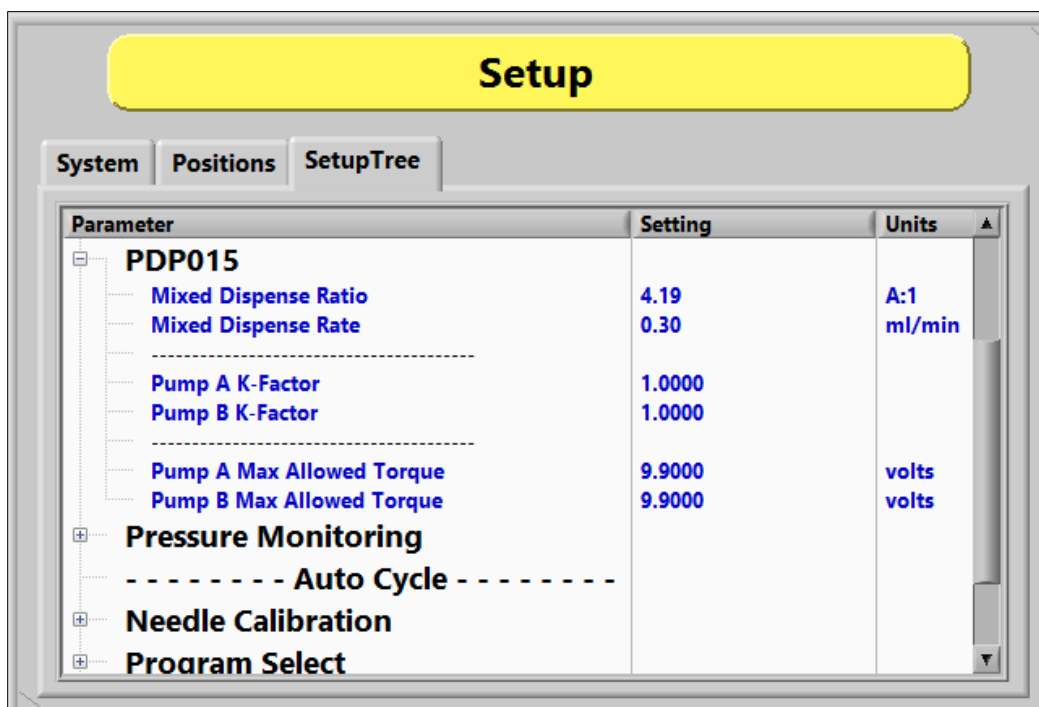 Setup
System Positions SetupTree
Parameter Setting Units
PDP015
Mixed Dispense Ratio 4.19 A:1
Mixed Dispense Rate 0.30 ml/min
----------------------------------------
Pump A K-Factor 1.0000
Pump B K-Factor 1.0000
----------------------------------------
Pump A Max Allowed Torque 9.9000 volts
Pump B Max Allowed Torque 9.9000 volts
Pressure Monitoring
- - - - - - - - Auto Cycle - - - - - - - -
Needle Calibration
Program Select